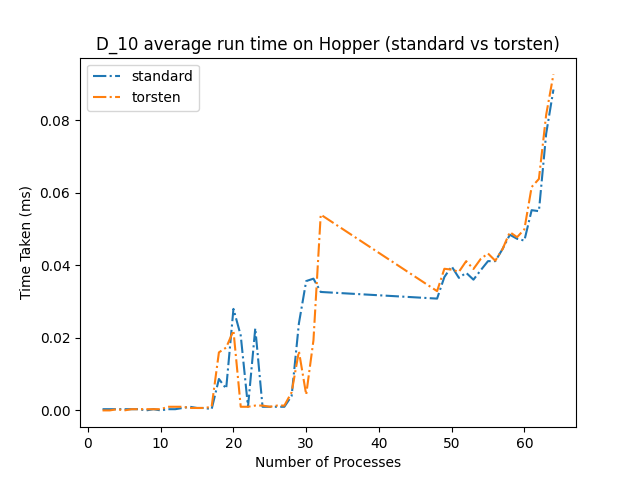 D_10 average run time on Hopper (standard vs torsten)
standard
torsten
0.08
0.06
0.04
0.02
0.00
Time Taken (ms)
0 10 20 30 40 50 60
Number of Processes